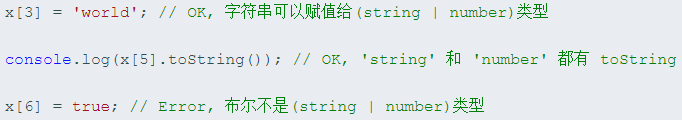 x[3] = 'world'; // OK, 字符串可以赋值给(string | number)类型
console.log(x[5].toString()); // OK, 'string' 和 'number' 都有 toString
x[6] = true; // Error, 布尔不是(string | number)类型